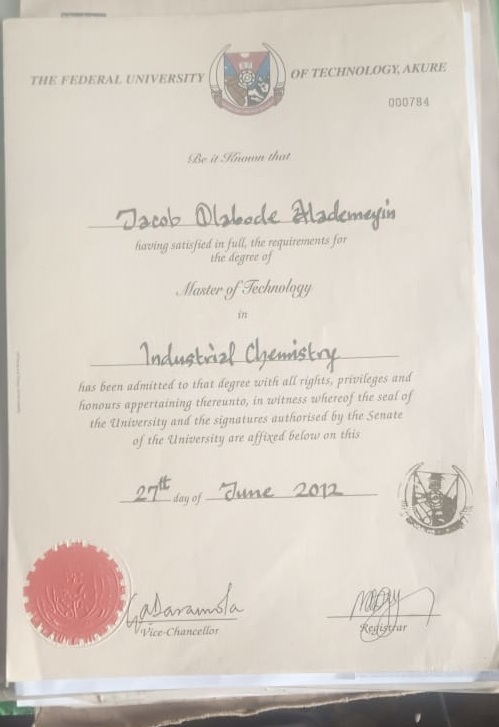 THE FEDERAL UNIVERSITY OF TECHNOLOGY, AKURE
000784
Be it Known that
Jacob Olabode Alademeyin
having satisfied in full, the requirements for
the degree of
Master of Technology
in
Industrial Chemistry
has been admitted to that degree with all rights, privileges and
honours appertaining thereunto, in witness whereof the seal of
the University and the signatures authorised by the Senate
of the University are affixed below on this
27th day of June 2012
Vice-Chancellor
Registrar